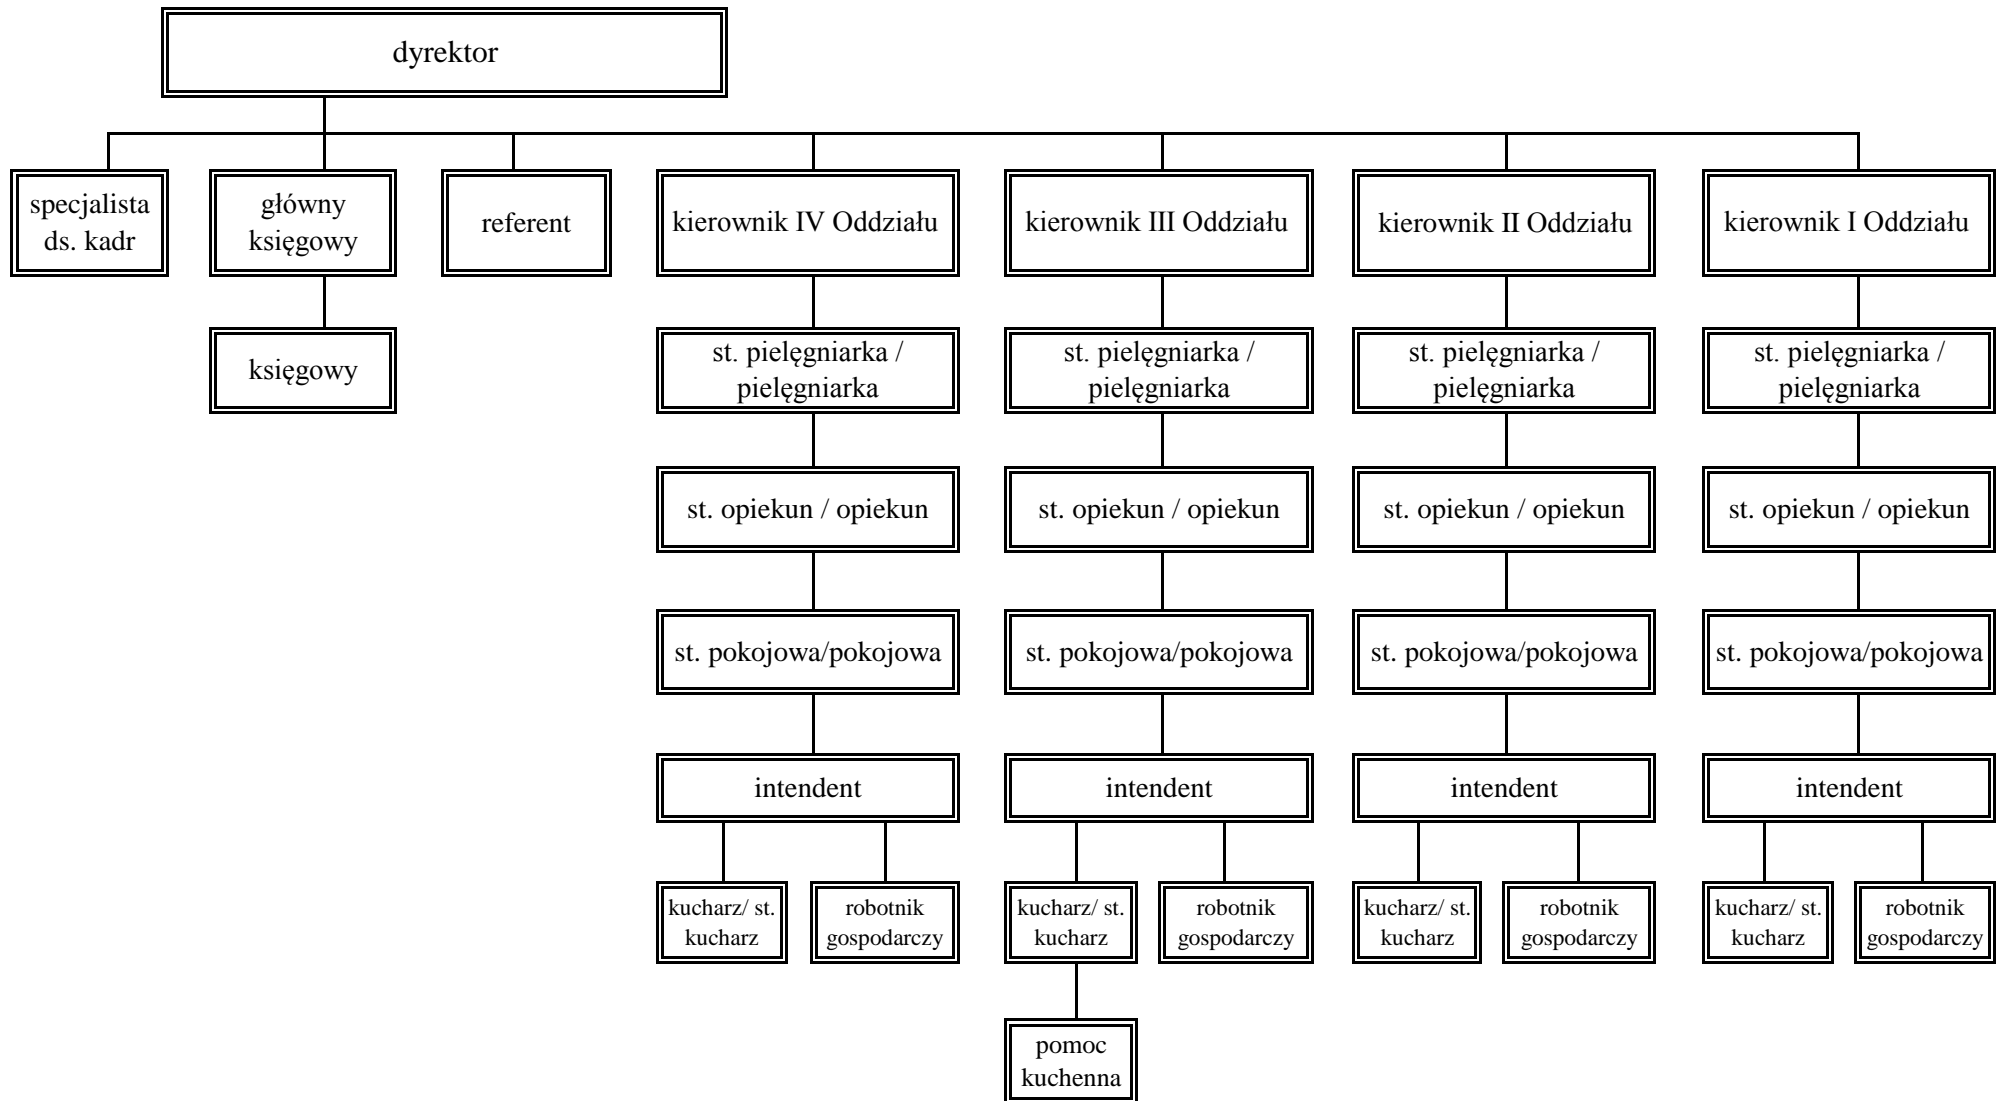 dyrektor
specjalista
ds. kadr
główny
księgowy
referent
kierownik IV Oddziału
kierownik III Oddziału
kierownik II Oddziału
kierownik I Oddziału
księgowy
st. pielęgniarka /
pielęgniarka
st. pielęgniarka /
pielęgniarka
st. pielęgniarka /
pielęgniarka
st. pielęgniarka /
pielęgniarka
st. opiekun / opiekun
st. opiekun / opiekun
st. opiekun / opiekun
st. opiekun / opiekun
st. pokojowa/pokojowa
st. pokojowa/pokojowa
st. pokojowa/pokojowa
st. pokojowa/pokojowa
intendent
intendent
intendent
intendent
kucharz/ st.
kucharz
robotnik
gospodarczy
kucharz/ st.
kucharz
robotnik
gospodarczy
kucharz/ st.
kucharz
robotnik
gospodarczy
kucharz/ st.
kucharz
robotnik
gospodarczy
pomoc
kuchenna